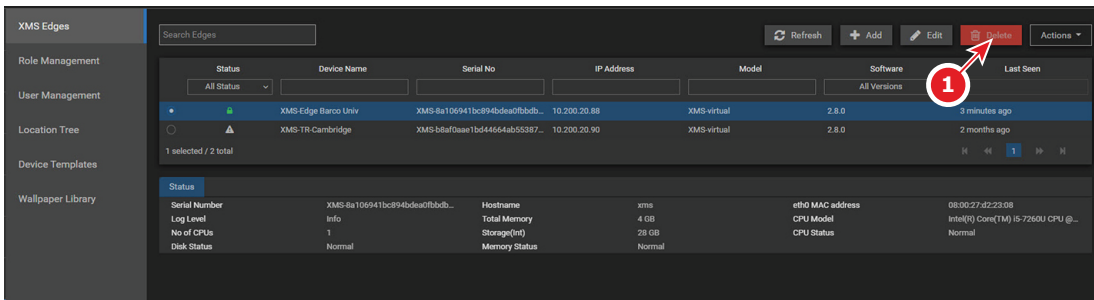 XMS Edges
Role Management
User Management
Location Tree
Device Templates
Wallpaper Library
Search Edges
Refresh
Add
Edit
Delete
Actions
1
Status Device Name Serial No IP Address Model Software Last Seen
All Status All Versions
XMS-Edge Barco Univ XMS-8a106941bc894bdea0fbbdb... 10.200.20.88 XMS-virtual 2.8.0 3 minutes ago
XMS-TR-Cambridge XMS-b8af0aae1bd44664ab55387... 10.200.20.90 XMS-virtual 2.8.0 2 months ago
1 selected / 2 total 1
Status
Serial Number XMS-8a106941bc894bdea0fbbdb... Hostname xms eth0 MAC address 08:00:27:d2:23:08
Log Level Info Total Memory 4 GB CPU Model Intel(R) Core(TM) i5-7260U CPU @...
No of CPUs 1 Storage(Int) 28 GB CPU Status Normal
Disk Status Normal Memory Status Normal